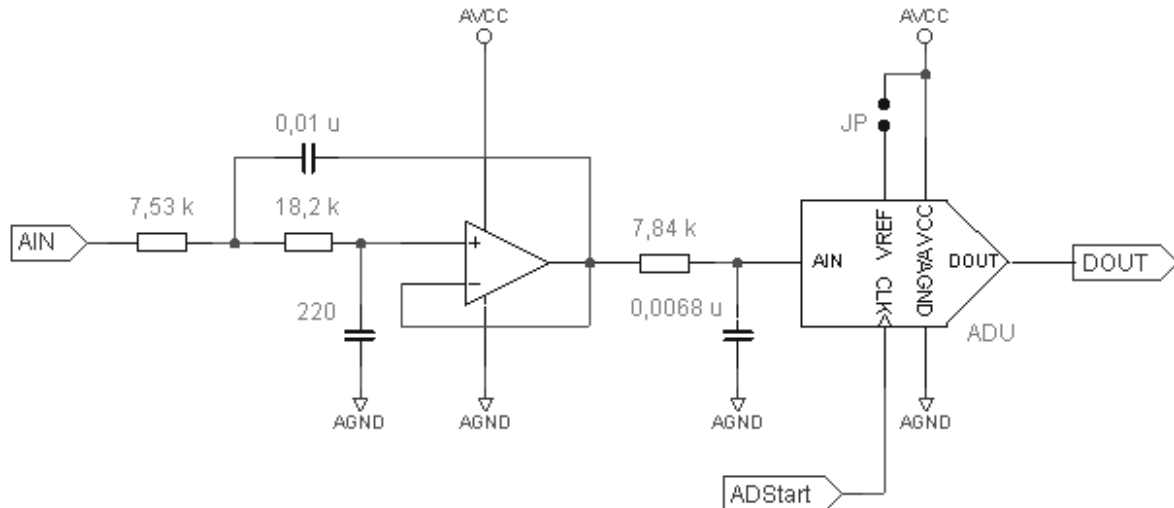 AVCC
AVCC
0,01 u
JP
7,53 k
18,2 k
7,84 k
AIN
+
−
AIN
VREF
CLK
AVCC
AGND
DOUT
DOUT
220
0,0068 u
ADU
AGND
AGND
AGND
AGND
ADStart